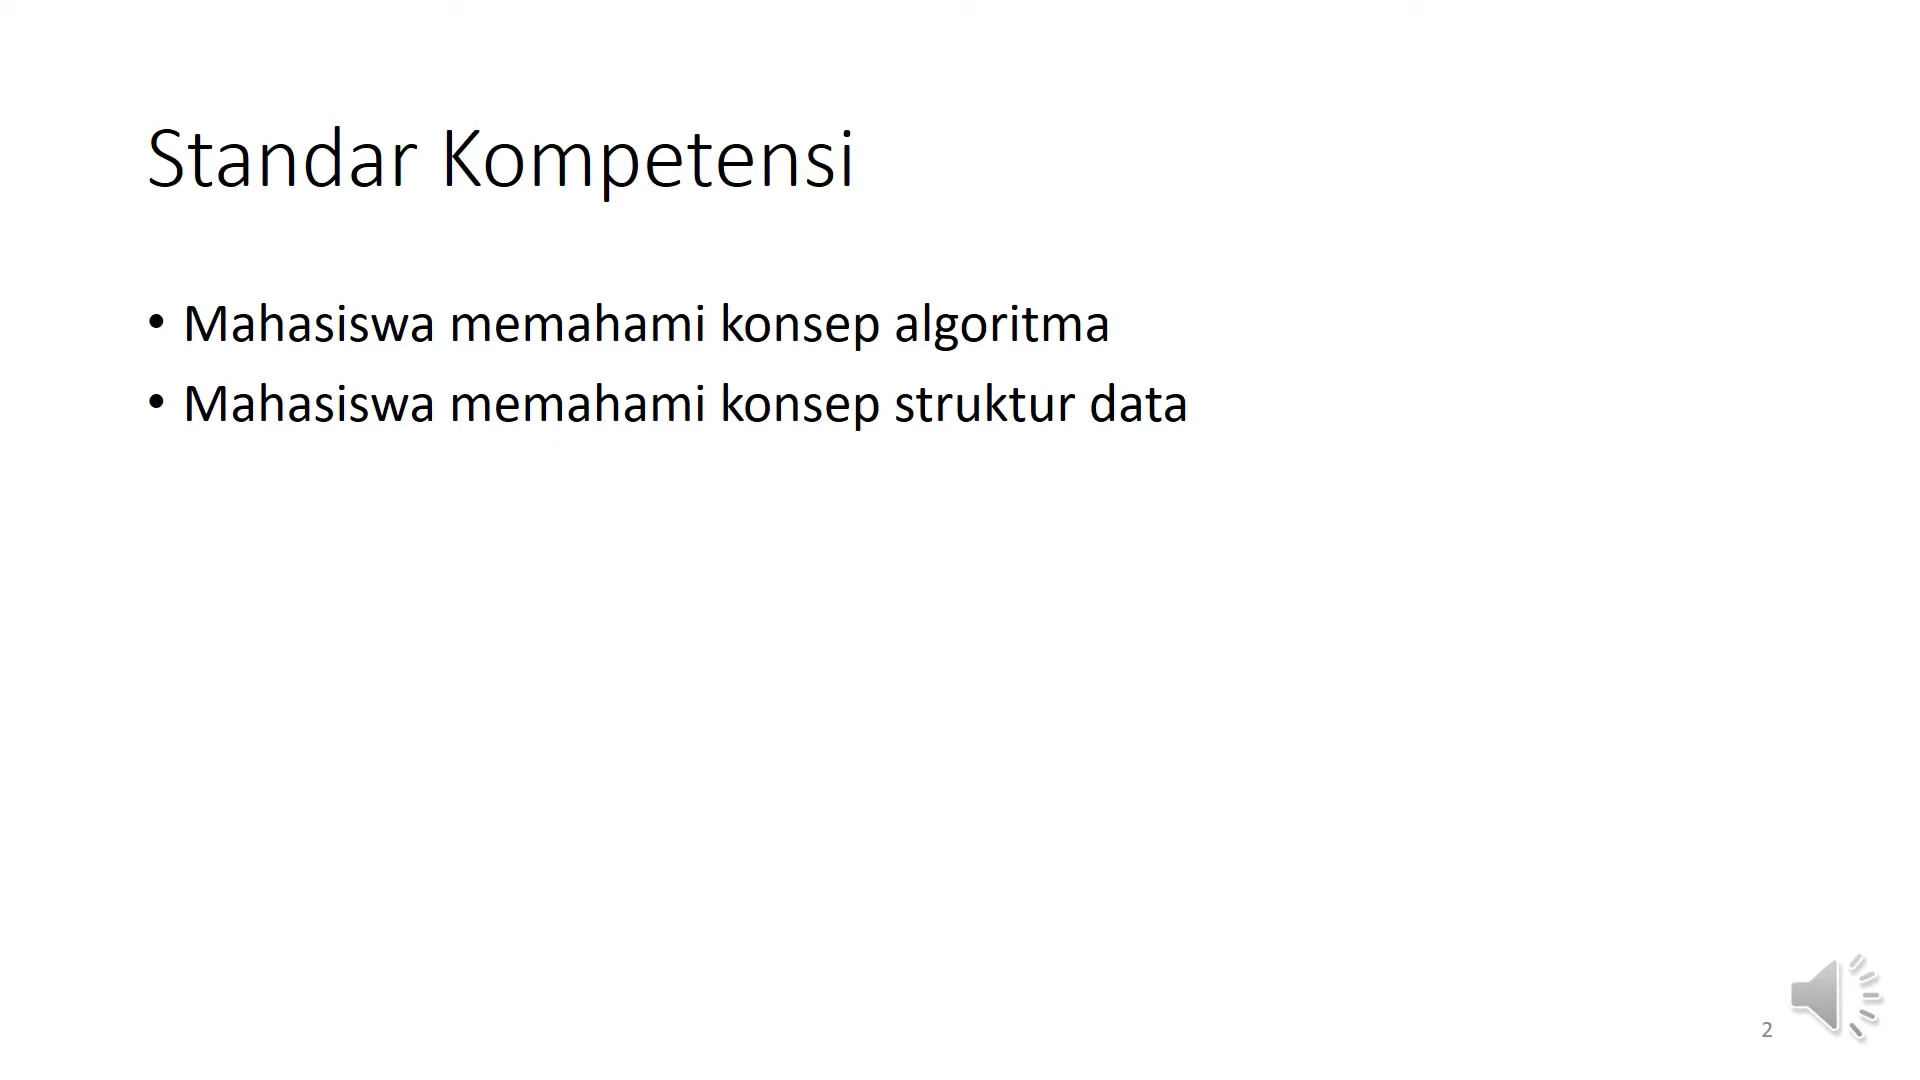 Standar Kompetensi
• Mahasiswa memahami konsep algoritma
• Mahasiswa memahami konsep struktur data
2